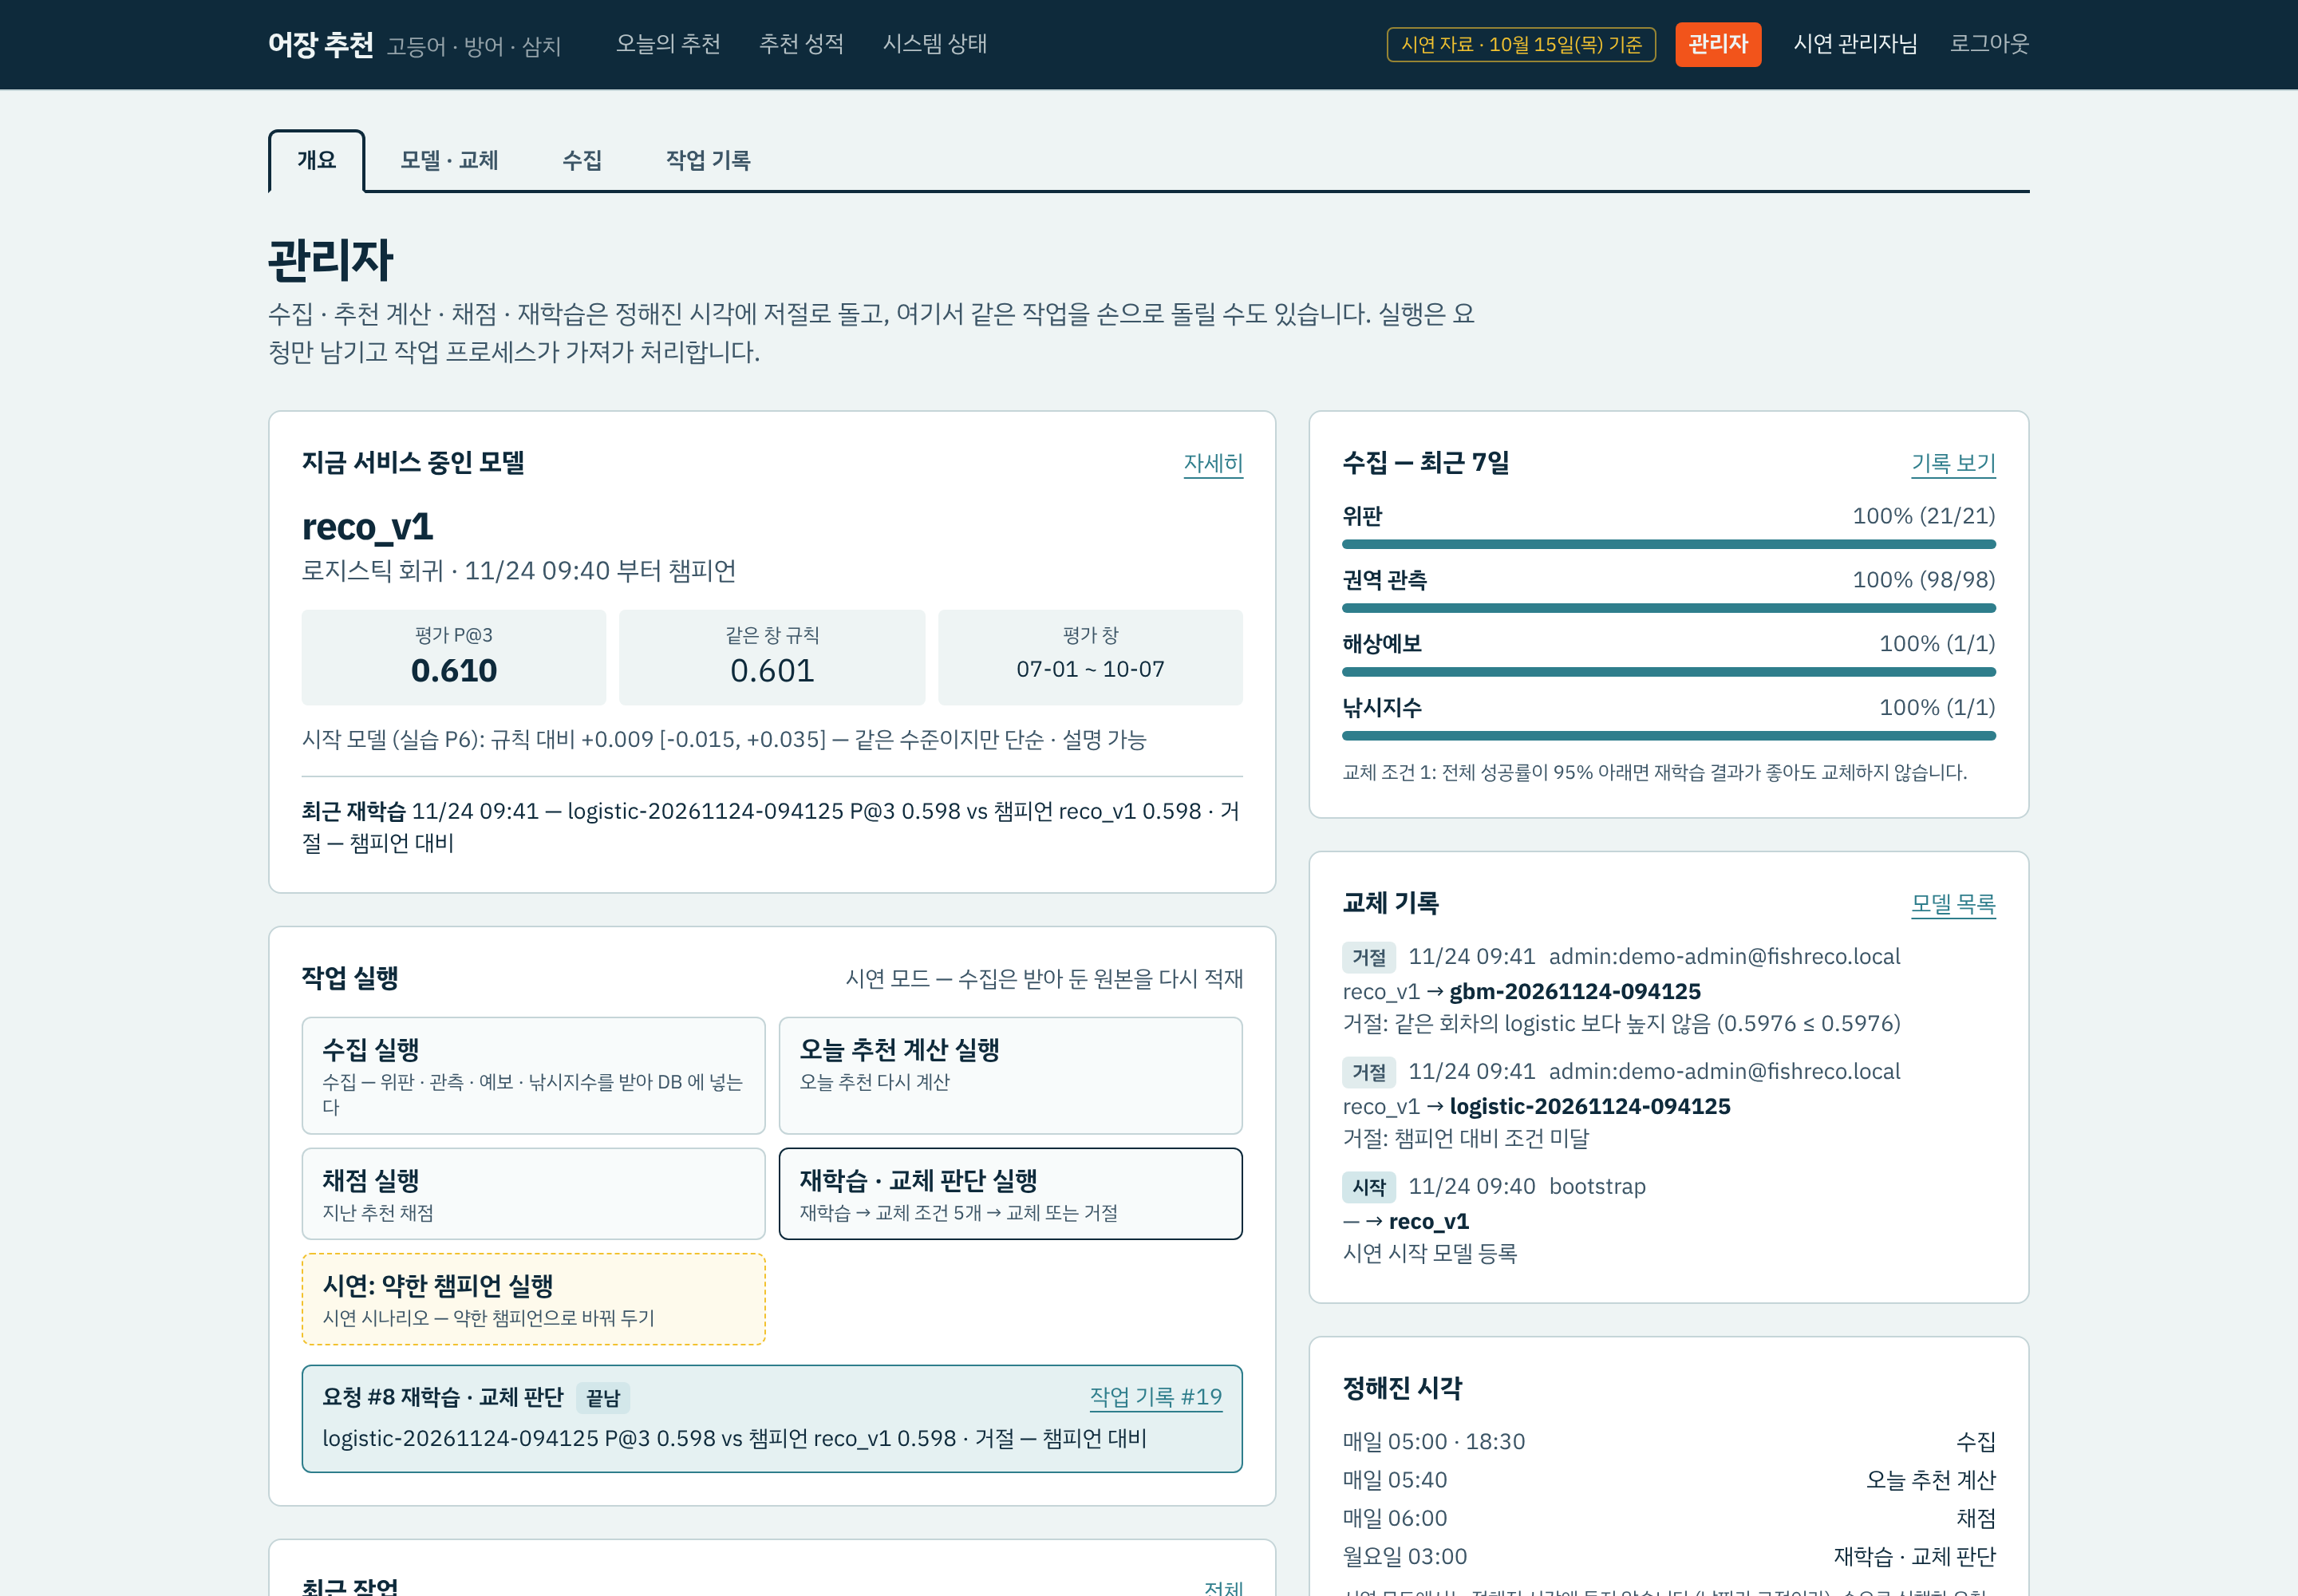 어장 추천 고등어 · 방어 · 삼치 오늘의 추천 추천 성적 시스템 상태 시연 자료 · 10월 15일(목) 기준 관리자 시연 관리자님 로그아웃
개요 모델 · 교체 수집 작업 기록
관리자
수집 · 추천 계산 · 채점 · 재학습은 정해진 시각에 저절로 돌고, 여기서 같은 작업을 손으로 돌릴 수도 있습니다. 실행은 요
청만 남기고 작업 프로세스가 가져가 처리합니다.
지금 서비스 중인 모델 자세히
reco_v1
로지스틱 회귀 · 11/24 09:40 부터 챔피언
평가 P@3 같은 창 규칙 평가 창
0.610 0.601 07-01 ~ 10-07
시작 모델 (실습 P6): 규칙 대비 +0.009 [-0.015, +0.035] — 같은 수준이지만 단순 · 설명 가능
최근 재학습 11/24 09:41 — logistic-20261124-094125 P@3 0.598 vs 챔피언 reco_v1 0.598 · 거
절 — 챔피언 대비
작업 실행 시연 모드 — 수집은 받아 둔 원본을 다시 적재
수집 실행
수집 — 위판 · 관측 · 예보 · 낚시지수를 받아 DB 에 넣는
다
오늘 추천 계산 실행
오늘 추천 다시 계산
채점 실행
지난 추천 채점
재학습 · 교체 판단 실행
재학습 → 교체 조건 5개 → 교체 또는 거절
시연: 약한 챔피언 실행
시연 시나리오 — 약한 챔피언으로 바꿔 두기
요청 #8 재학습 · 교체 판단 끝남 작업 기록 #19
logistic-20261124-094125 P@3 0.598 vs 챔피언 reco_v1 0.598 · 거절 — 챔피언 대비
최근 작업 전체
수집 — 최근 7일 기록 보기
위판 100% (21/21)
권역 관측 100% (98/98)
해상예보 100% (1/1)
낚시지수 100% (1/1)
교체 조건 1: 전체 성공률이 95% 아래면 재학습 결과가 좋아도 교체하지 않습니다.
교체 기록 모델 목록
거절 11/24 09:41 admin:demo-admin@fishreco.local
reco_v1 → gbm-20261124-094125
거절: 같은 회차의 logistic 보다 높지 않음 (0.5976 ≤ 0.5976)
거절 11/24 09:41 admin:demo-admin@fishreco.local
reco_v1 → logistic-20261124-094125
거절: 챔피언 대비 조건 미달
시작 11/24 09:40 bootstrap
— → reco_v1
시연 시작 모델 등록
정해진 시각
매일 05:00 · 18:30 수집
매일 05:40 오늘 추천 계산
매일 06:00 채점
월요일 03:00 재학습 · 교체 판단